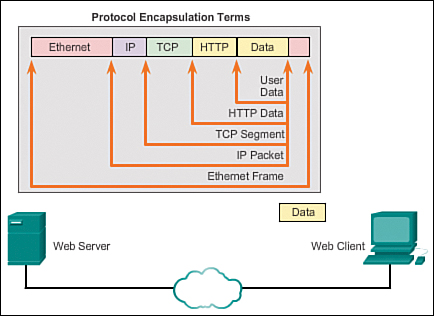 Protocol Encapsulation Terms
Ethernet IP TCP HTTP Data
User
Data
HTTP Data
TCP Segment
IP Packet
Ethernet Frame
Data
Web Server
Web Client